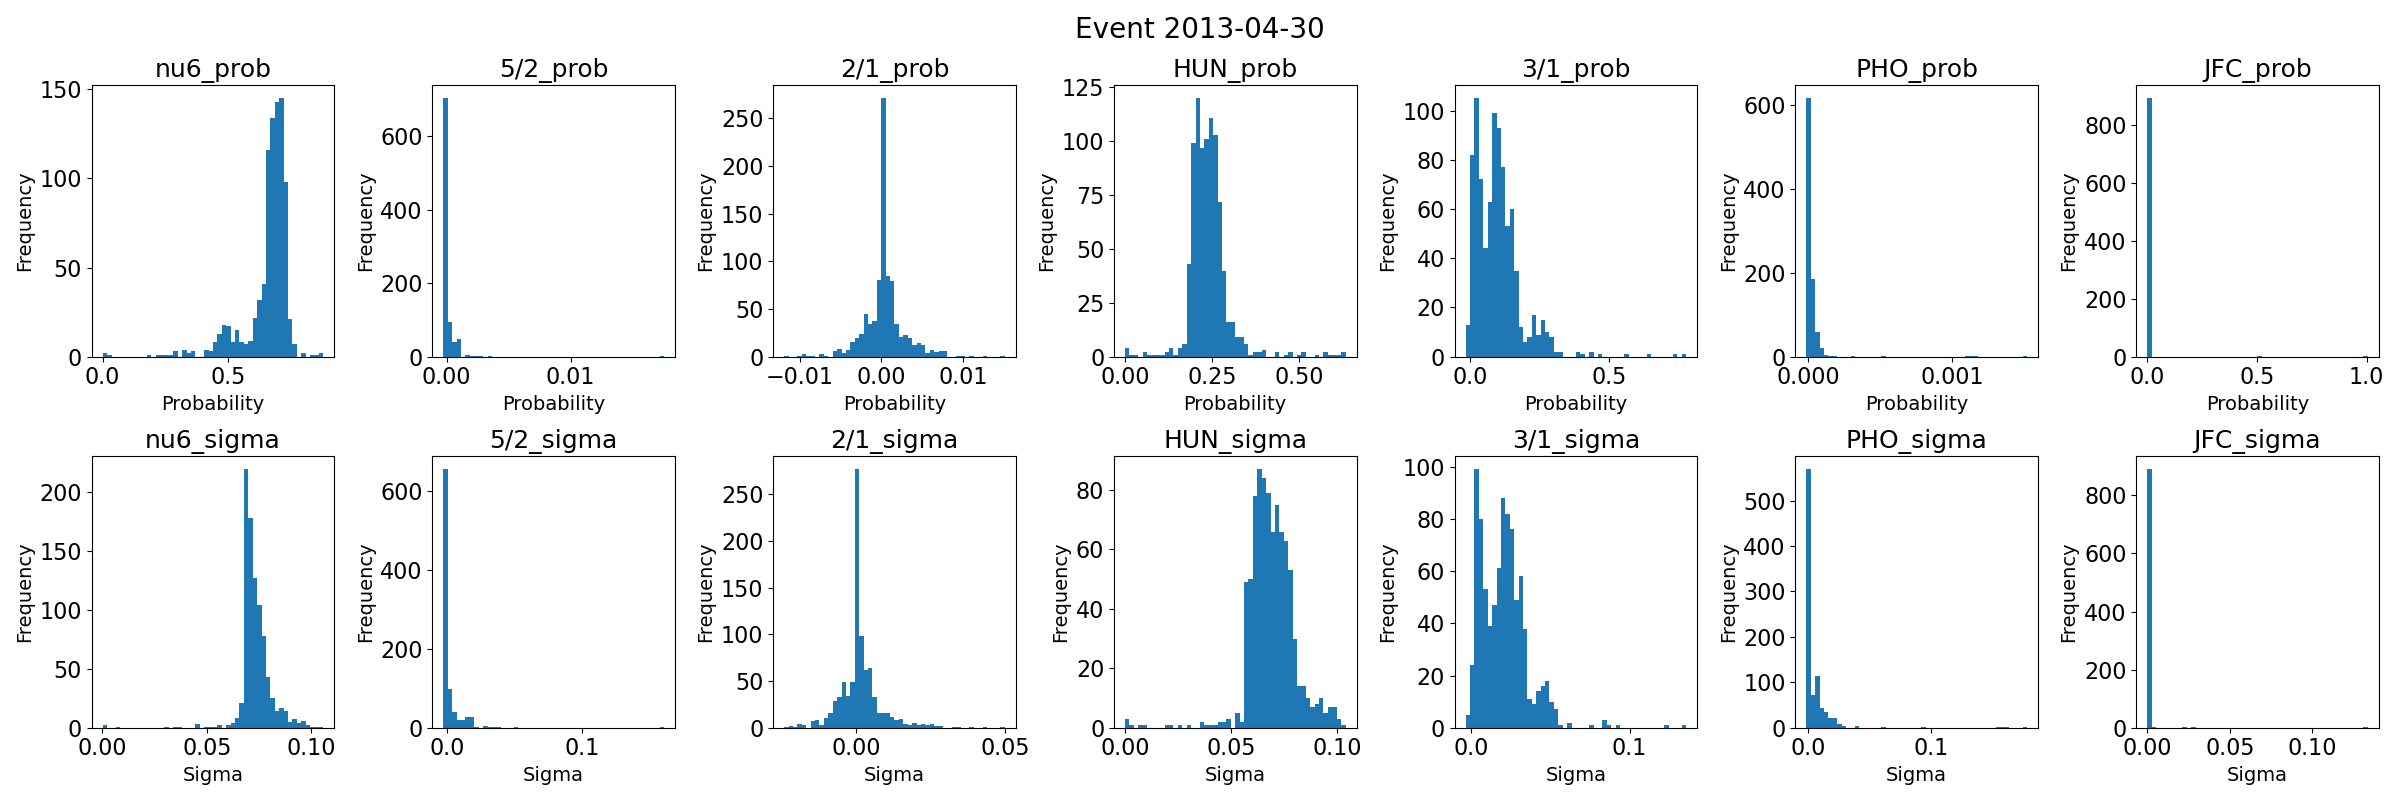 Event 2013-04-30
nu6_prob 5/2_prob 2/1_prob HUN_prob 3/1_prob PHO_prob JFC_prob
Frequency
150
100
50
0
0.0 0.5
Probability
Frequency
600
400
200
0
0.00 0.01
Probability
Frequency
250
200
150
100
50
0
−0.01 0.00 0.01
Probability
Frequency
125
100
75
50
25
0
0.00 0.25 0.50
Probability
Frequency
100
80
60
40
20
0
0.0 0.5
Probability
Frequency
600
400
200
0
0.000 0.001
Probability
Frequency
800
600
400
200
0
0.0 0.5 1.0
Probability
nu6_sigma 5/2_sigma 2/1_sigma HUN_sigma 3/1_sigma PHO_sigma JFC_sigma
Frequency
200
150
100
50
0
0.00 0.05 0.10
Sigma
Frequency
600
400
200
0
0.0 0.1
Sigma
Frequency
250
200
150
100
50
0
0.00 0.05
Sigma
Frequency
80
60
40
20
0
0.00 0.05 0.10
Sigma
Frequency
100
80
60
40
20
0
0.0 0.1
Sigma
Frequency
500
400
300
200
100
0
0.0 0.1
Sigma
Frequency
800
600
400
200
0
0.00 0.05 0.10
Sigma